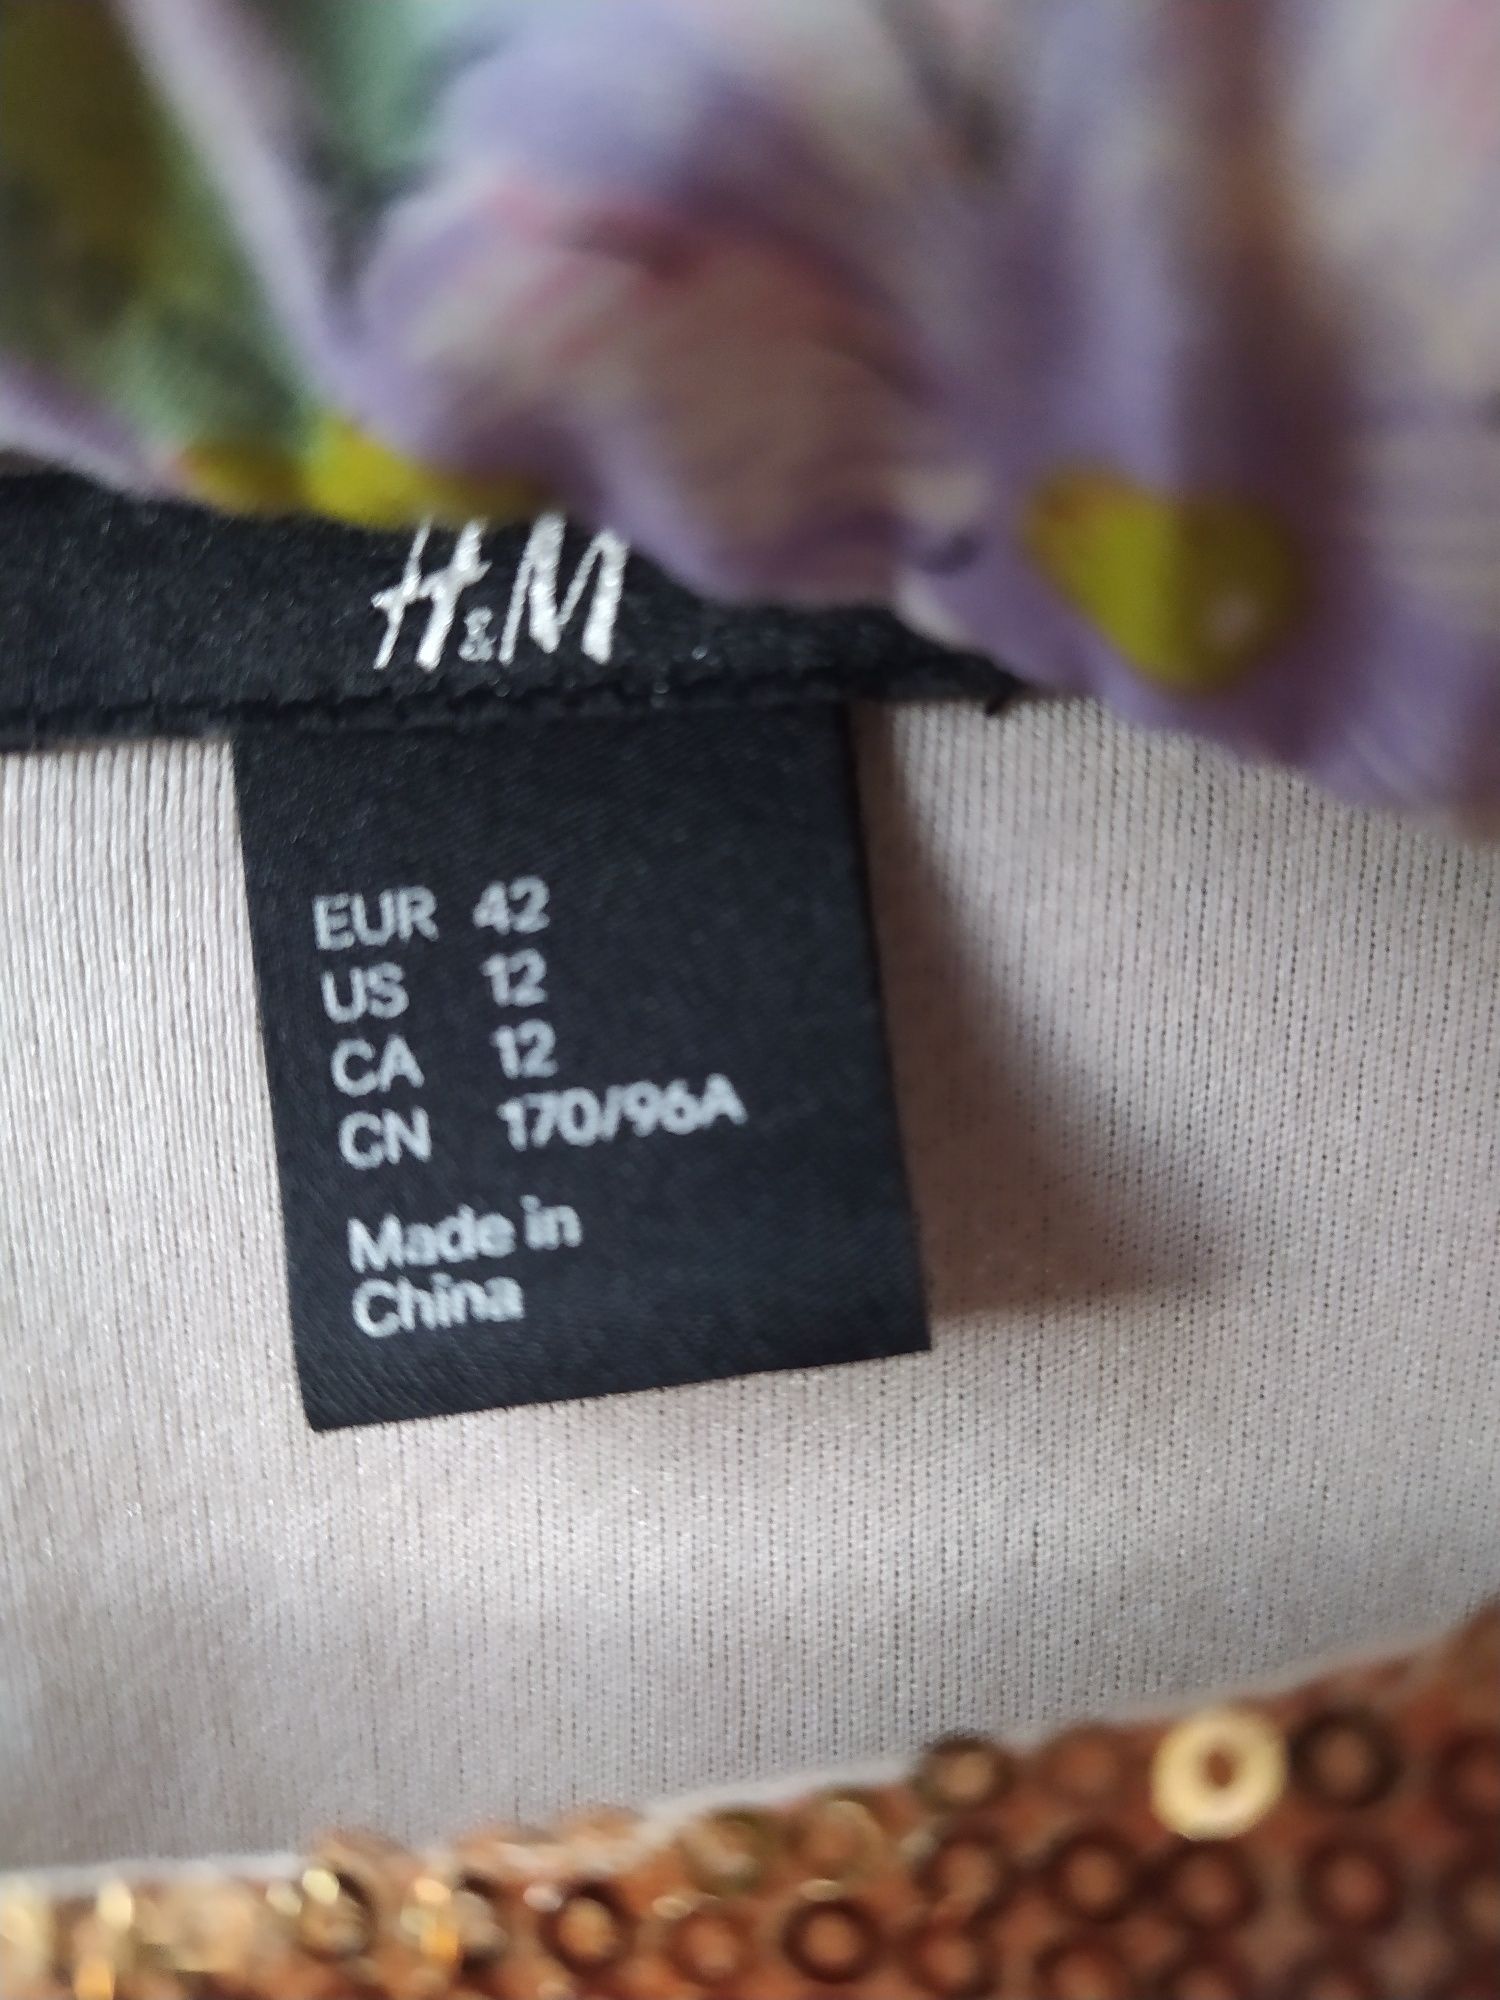 H&M
EUR 42
US 12
CA 12
CN 170/96A
Made in
China